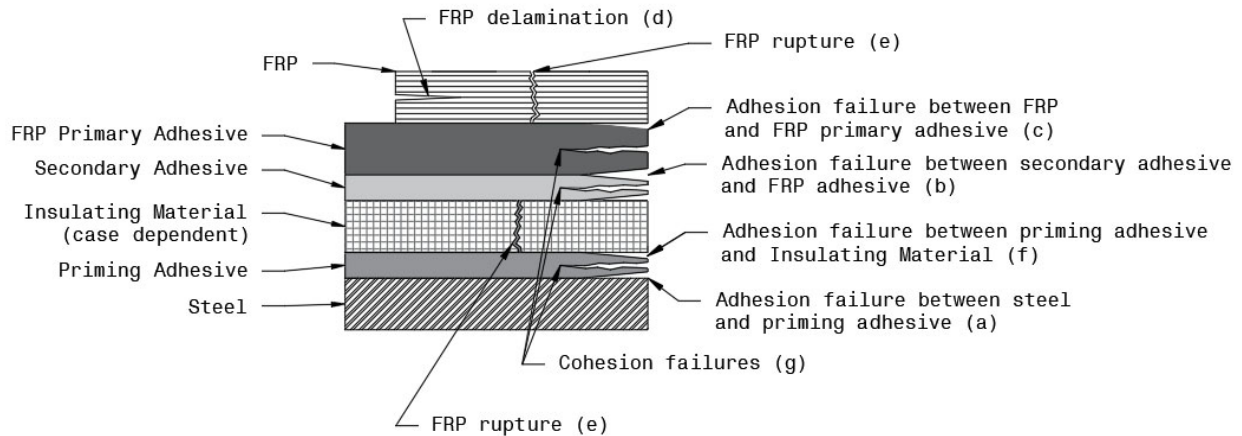 FRP delamination (d)
FRP rupture (e)
FRP
Adhesion failure between FRP
and FRP primary adhesive (c)
FRP Primary Adhesive
Secondary Adhesive
Adhesion failure between secondary adhesive
and FRP adhesive (b)
Insulating Material
(case dependent)
Adhesion failure between priming adhesive
and Insulating Material (f)
Priming Adhesive
Steel
Adhesion failure between steel
and priming adhesive (a)
Cohesion failures (g)
FRP rupture (e)